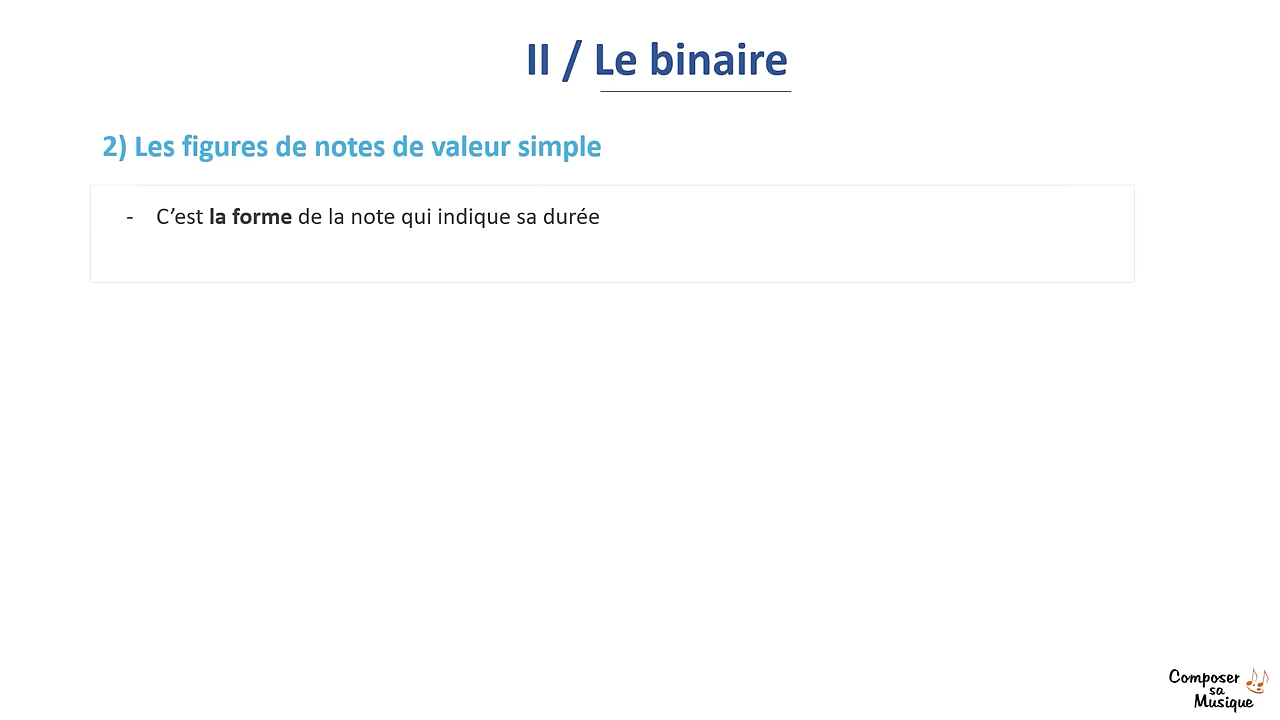 II / Le binaire
2) Les figures de notes de valeur simple
- C’est la forme de la note qui indique sa durée
Composer
sa
Musique